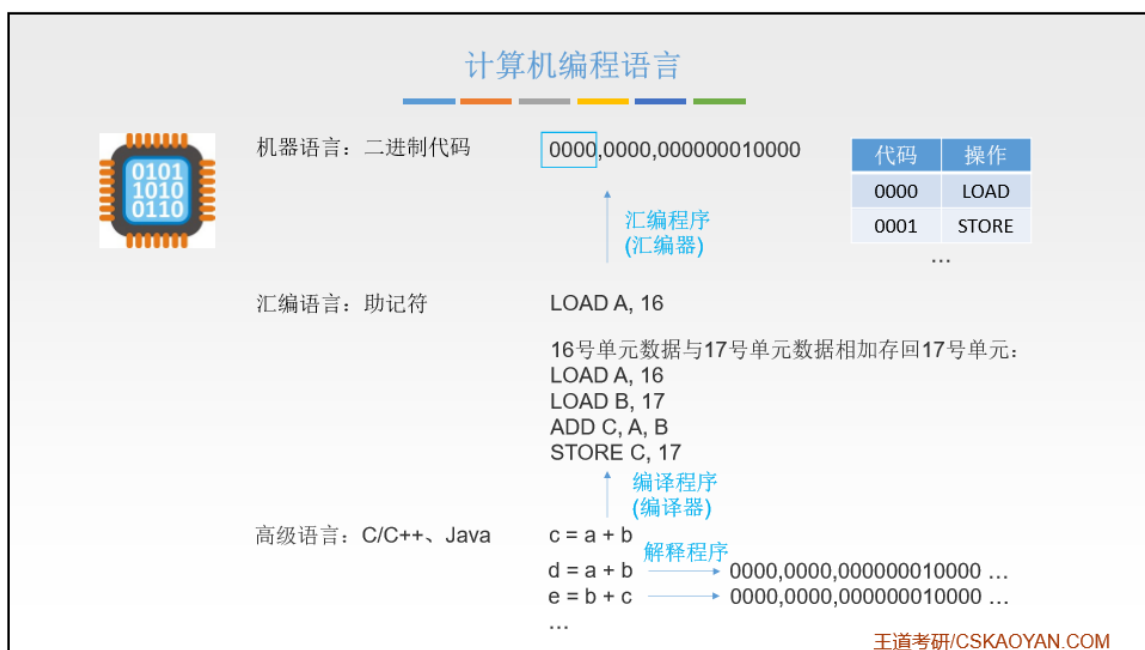 计算机编程语言
0101
1010
0110
机器语言：二进制代码
0000,0000,000000010000
代码 操作
0000 LOAD
0001 STORE
…
汇编程序
(汇编器)
汇编语言：助记符
LOAD A, 16
16号单元数据与17号单元数据相加存回17号单元：
LOAD A, 16
LOAD B, 17
ADD C, A, B
STORE C, 17
编译程序
(编译器)
高级语言：C/C++、Java
c = a + b
解释程序
d = a + b 0000,0000,000000010000 …
e = b + c 0000,0000,000000010000 …
…
王道考研/CSKAOYAN.COM